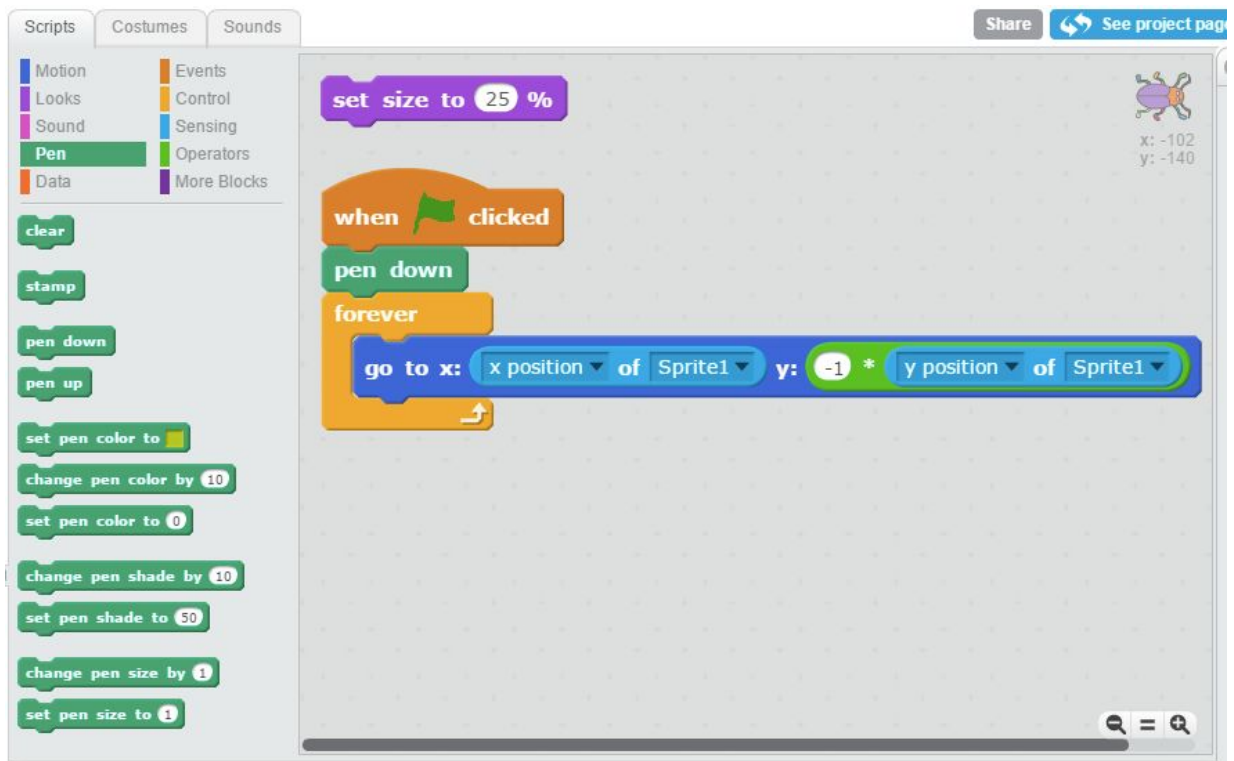 Scripts Costumes Sounds Share See project pag
Motion Events
Looks Control
Sound Sensing
Pen Operators
Data More Blocks
clear
stamp
pen down
pen up
set pen color to
change pen color by 10
set pen color to 0
change pen shade by 10
set pen shade to 50
change pen size by 1
set pen size to 1
set size to 25 %
when clicked
pen down
forever
go to x: x position of Sprite1 y: -1 * y position of Sprite1
x: -102
y: -140